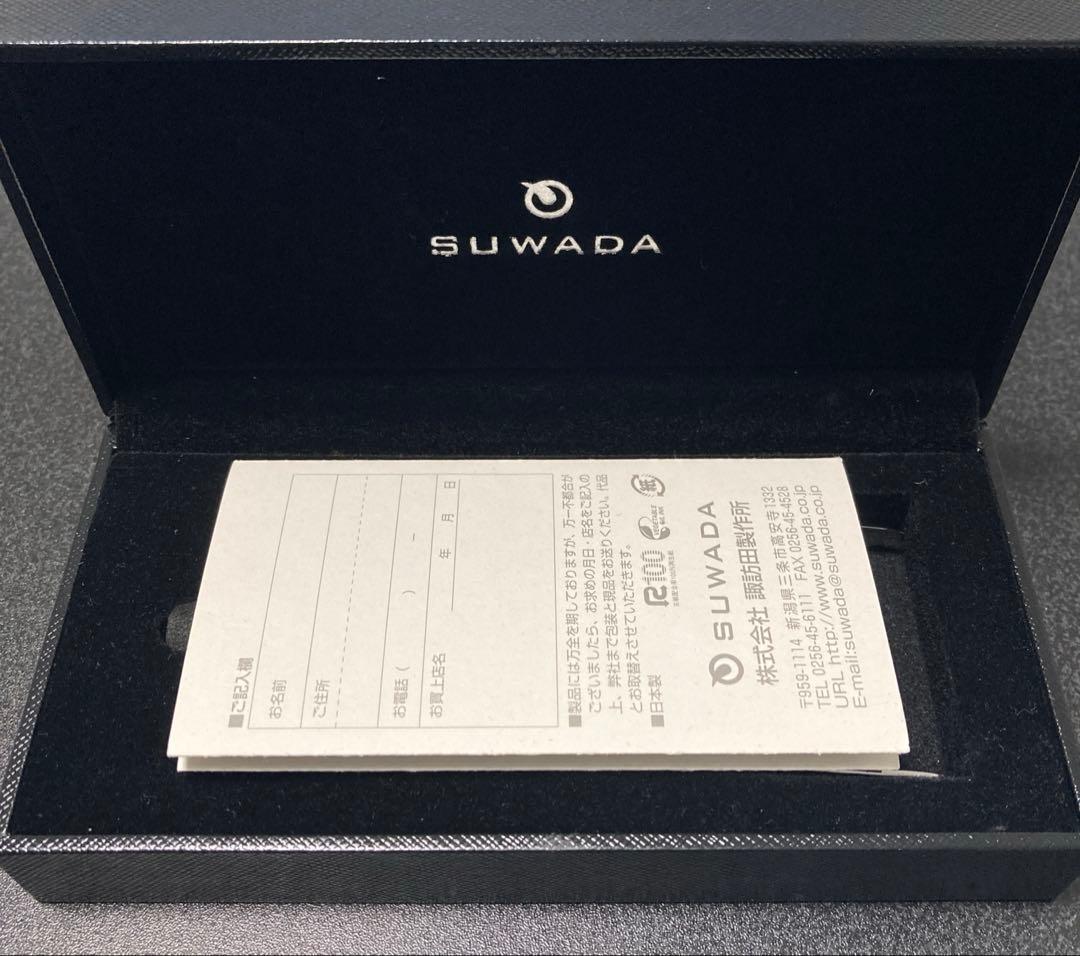 SUWADA
■ご記入欄
お名前
ご住所
お電話（　　）　　－
お買上店名
年　月　日
■製品には万全を期しておりますが、万一不都合が
ございましたら、お求めの月日・店名をご記入の
上、弊社まで包装と現品をお送りください。代品
とお取替えさせていただきます。
■日本製
R100
VEGETABLE
紙
SUWADA
株式会社 諏訪田製作所
〒959-1114 新潟県三条市高安寺1332
TEL 0256-45-6111 FAX 0256-45-4528
URL http://www.suwada.co.jp
E-mail:suwada@suwada.co.jp